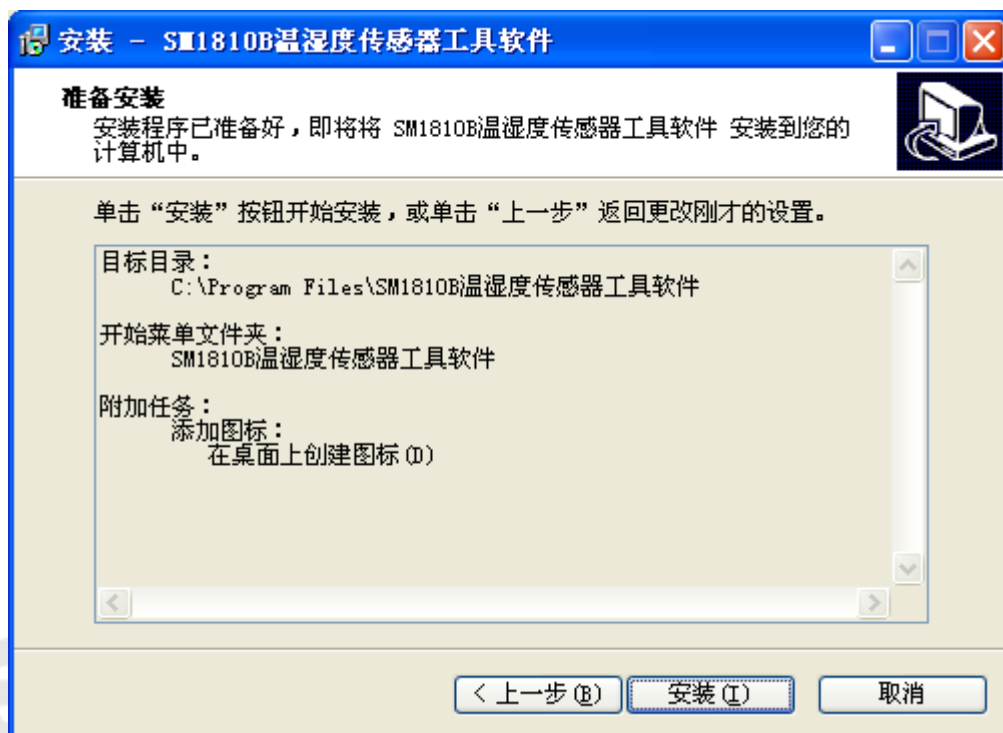 安装 - SM1810B温湿度传感器工具软件
准备安装
安装程序已准备好，即将将 SM1810B温湿度传感器工具软件 安装到您的
计算机中。
单击“安装”按钮开始安装，或单击“上一步”返回更改刚才的设置。
目标目录：
C:\Program Files\SM1810B温湿度传感器工具软件
开始菜单文件夹：
SM1810B温湿度传感器工具软件
附加任务：
添加图标：
在桌面上创建图标(D)
< 上一步(B) 安装(I) 取消